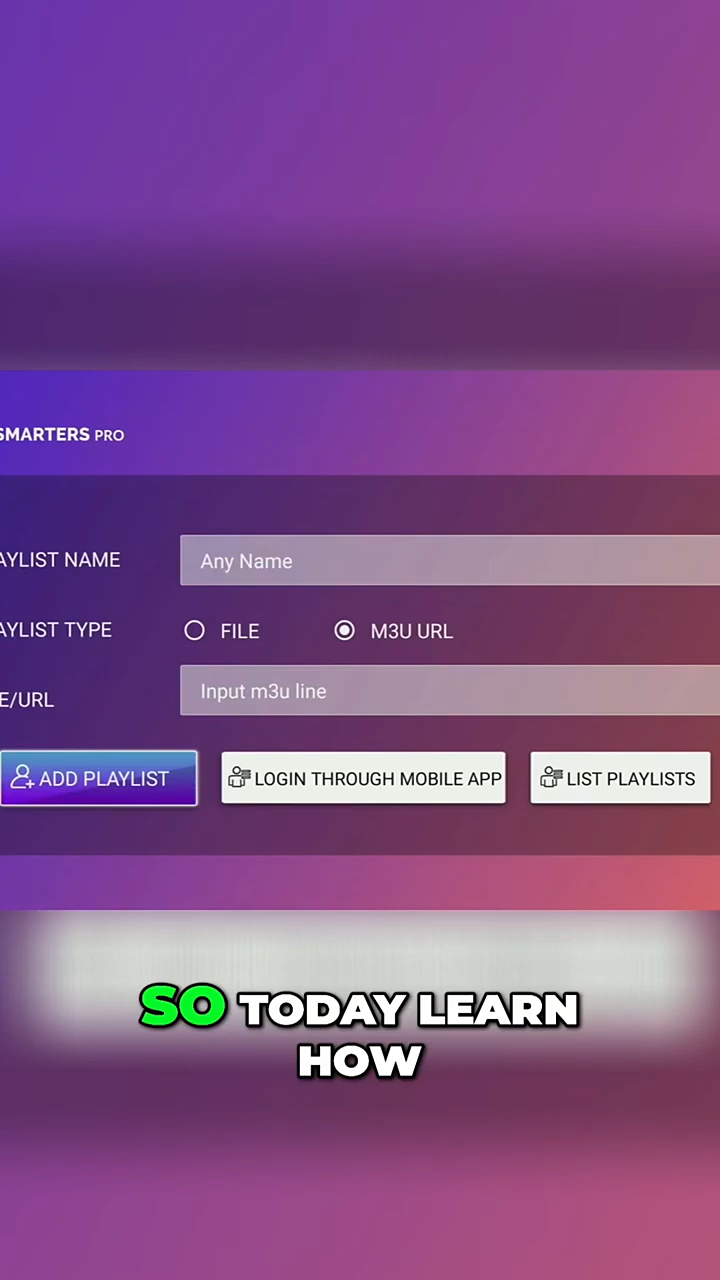 SMARTERS PRO
AYLIST NAME
Any Name
AYLIST TYPE
FILE
M3U URL
E/URL
Input m3u line
ADD PLAYLIST
LOGIN THROUGH MOBILE APP
LIST PLAYLISTS
SO TODAY LEARN
HOW